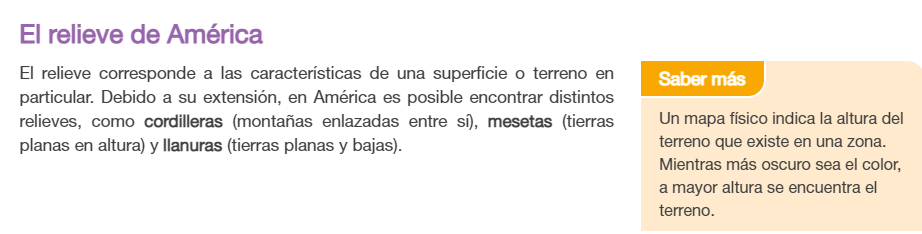 El relieve de América
El relieve corresponde a las características de una superficie o terreno en
particular. Debido a su extensión, en América es posible encontrar distintos
relieves, como cordilleras (montañas enlazadas entre sí), mesetas (tierras
planas en altura) y llanuras (tierras planas y bajas).
Saber más
Un mapa físico indica la altura del
terreno que existe en una zona.
Mientras más oscuro sea el color,
a mayor altura se encuentra el
terreno.